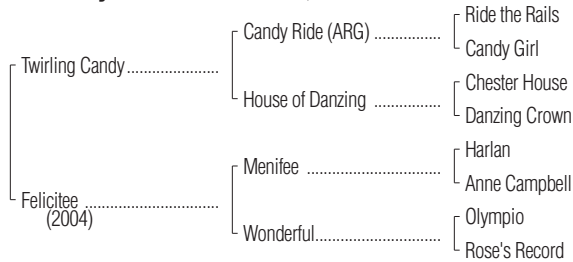 Ride the Rails
Candy Ride (ARG) ................
Candy Girl
Twirling Candy ......................
Chester House
House of Danzing ................
Danzing Crown
Harlan
Menifee ................................
Anne Campbell
Felicitee ................................
(2004)
Olympio
Wonderful..............................
Rose's Record